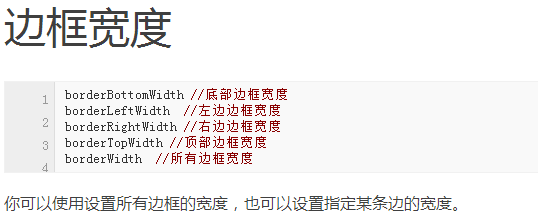 边框宽度
1 borderBottomWidth //底部边框宽度
2 borderLeftWidth //左边边框宽度
3 borderRightWidth //右边边框宽度
4 borderTopWidth //顶部边框宽度
borderWidth //所有边框宽度
你可以使用设置所有边框的宽度，也可以设置指定某条边的宽度。